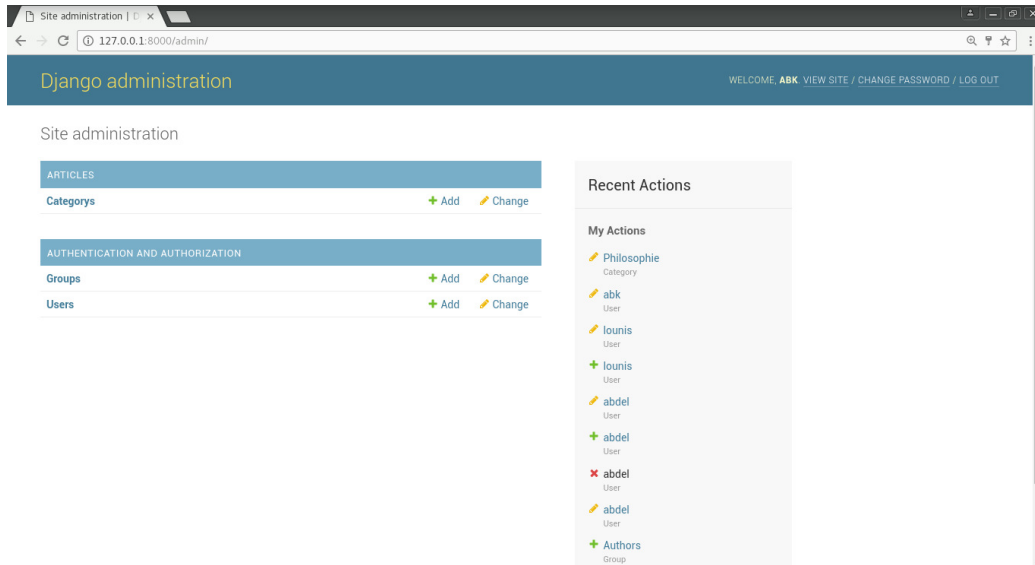 Site administration | D
127.0.0.1:8000/admin/
Django administration
WELCOME, ABK. VIEW SITE / CHANGE PASSWORD / LOG OUT
Site administration
ARTICLES
Categorys Add Change
AUTHENTICATION AND AUTHORIZATION
Groups Add Change
Users Add Change
Recent Actions
My Actions
Philosophie
Category
abk
User
lounis
User
lounis
User
abdel
User
abdel
User
abdel
User
abdel
User
Authors
Group